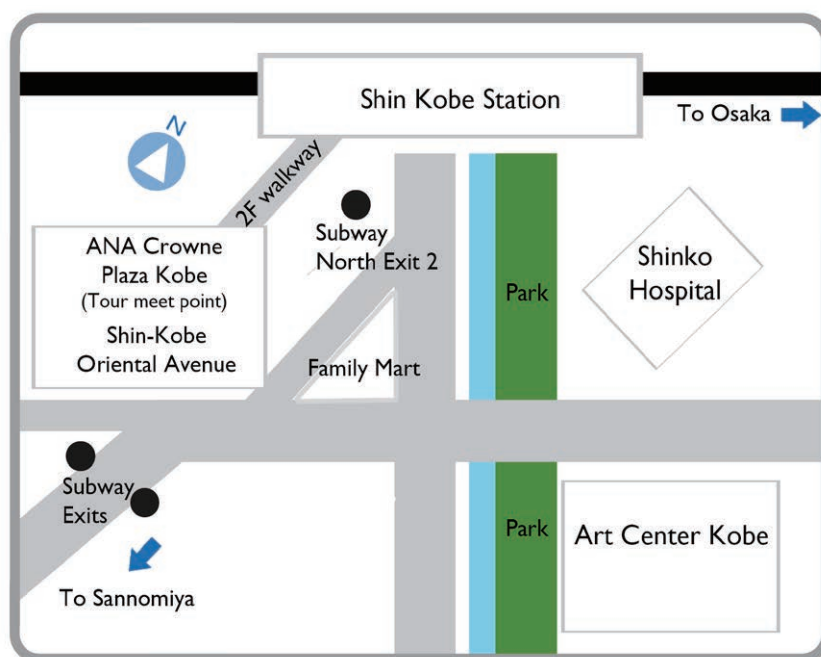 Shin Kobe Station
To Osaka
N
2F walkway
ANA Crowne
Plaza Kobe
(Tour meet point)
Shin-Kobe
Oriental Avenue
Subway
North Exit 2
Park
Shinko
Hospital
Family Mart
Subway
Exits
Park
Art Center Kobe
To Sannomiya